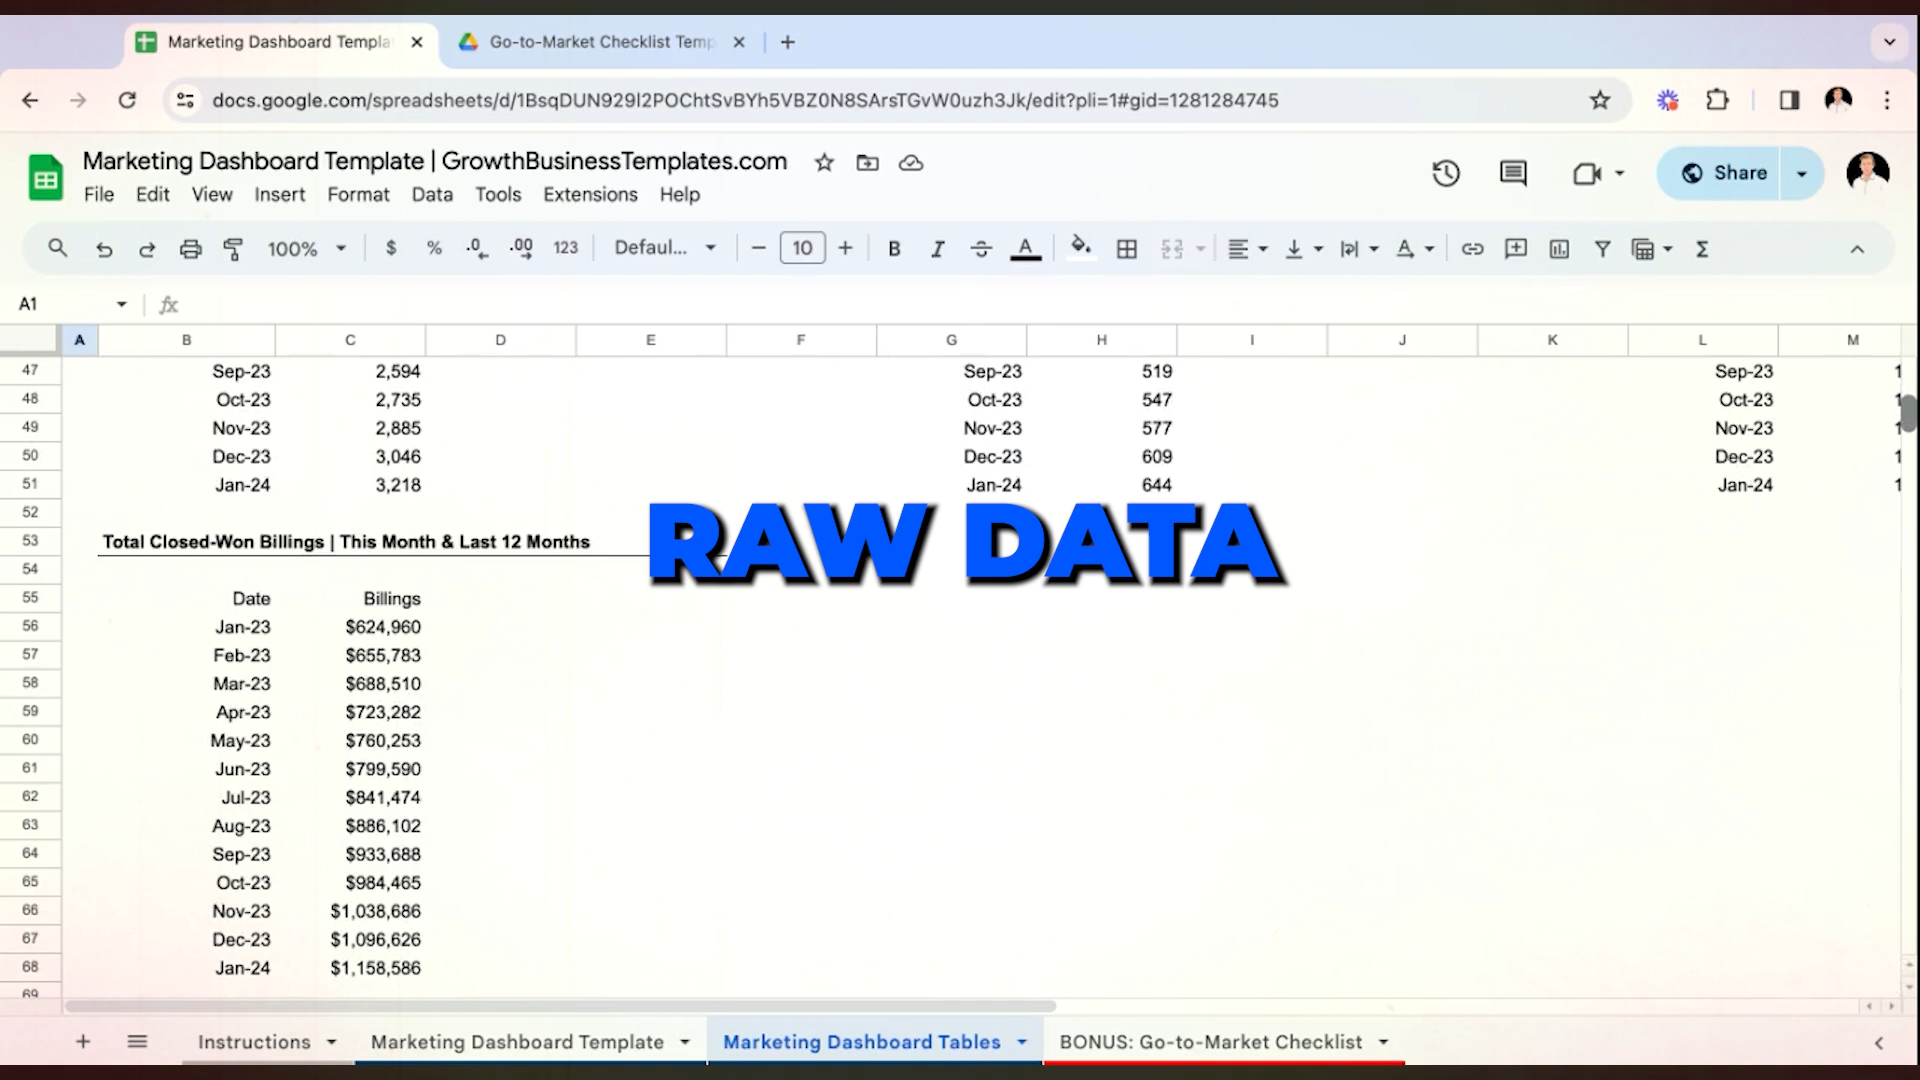 Marketing Dashboard Templa
Go-to-Market Checklist Temp
docs.google.com/spreadsheets/d/1BsqDUN929I2POChtSvBYh5VBZ0N8SArsTGvW0uzh3Jk/edit?pli=1#gid=1281284745
Marketing Dashboard Template | GrowthBusinessTemplates.com
File Edit View Insert Format Data Tools Extensions Help
Share
100% $ % .0 .00 123 Defaul... 10 B I A
A1 fx
A B C D E F G H I J K L M
47 Sep-23 2,594 Sep-23 519 Sep-23 1
48 Oct-23 2,735 Oct-23 547 Oct-23 1
49 Nov-23 2,885 Nov-23 577 Nov-23 1
50 Dec-23 3,046 Dec-23 609 Dec-23 1
51 Jan-24 3,218 Jan-24 644 Jan-24 1
52
53 Total Closed-Won Billings | This Month & Last 12 Months
RAW DATA
54
55 Date Billings
56 Jan-23 $624,960
57 Feb-23 $655,783
58 Mar-23 $688,510
59 Apr-23 $723,282
60 May-23 $760,253
61 Jun-23 $799,590
62 Jul-23 $841,474
63 Aug-23 $886,102
64 Sep-23 $933,688
65 Oct-23 $984,465
66 Nov-23 $1,038,686
67 Dec-23 $1,096,626
68 Jan-24 $1,158,586
69
Instructions Marketing Dashboard Template Marketing Dashboard Tables BONUS: Go-to-Market Checklist